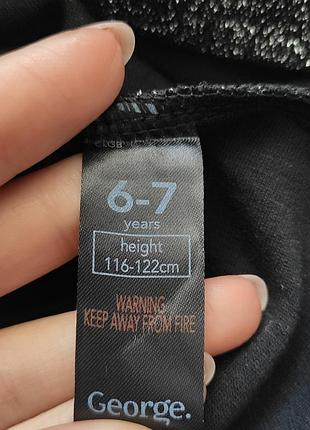 6-7
years
height
116-122cm
WARNING
KEEP AWAY FROM FIRE
George.